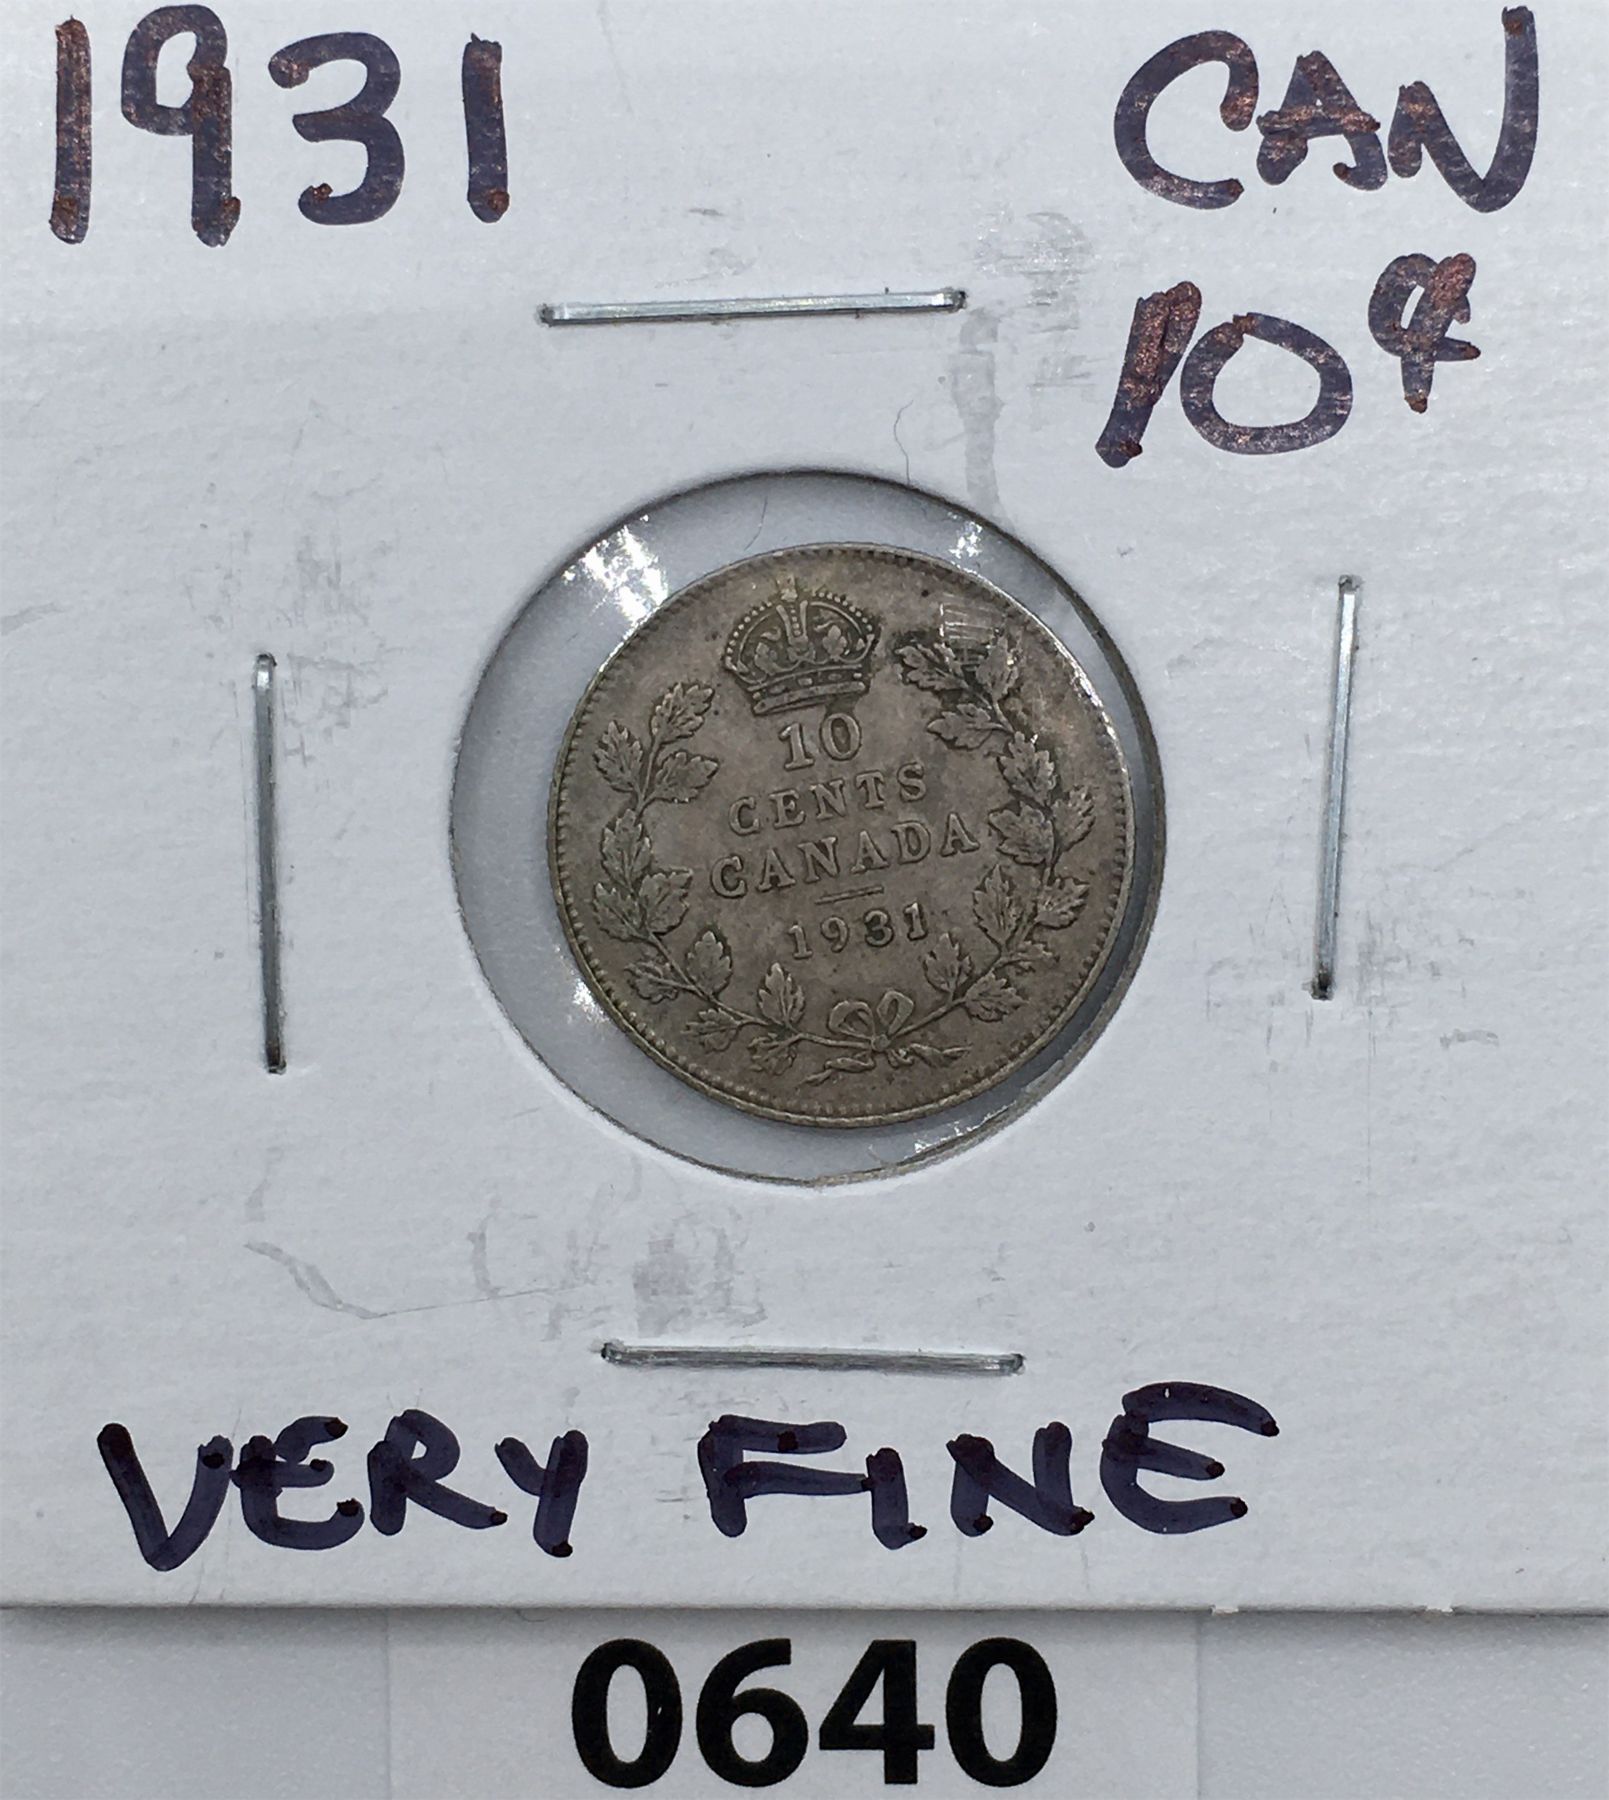 1931
CAN
10¢
10
CENTS
CANADA
1931
VERY FINE
0640